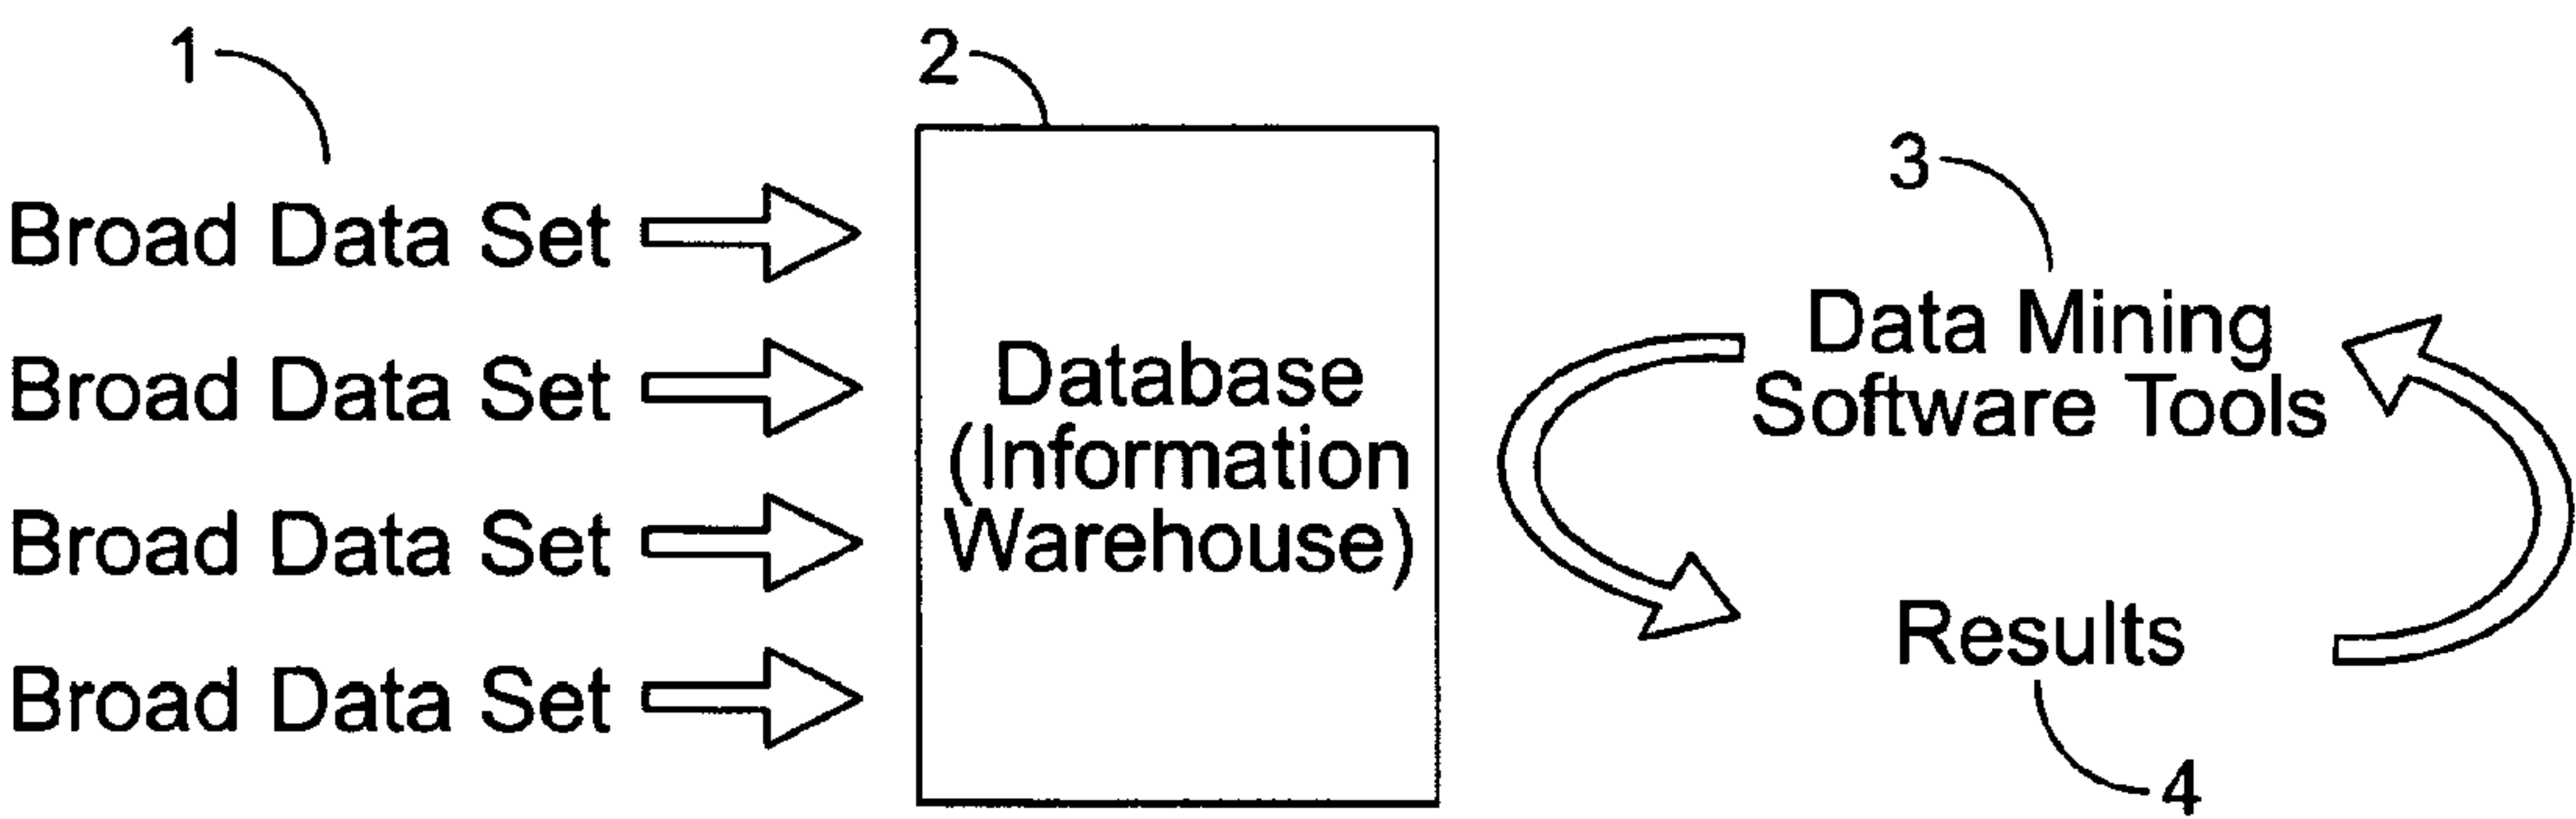 1
2
3
Broad Data Set
Broad Data Set
Broad Data Set
Broad Data Set
Database
(Information
Warehouse)
Data Mining
Software Tools
Results
4